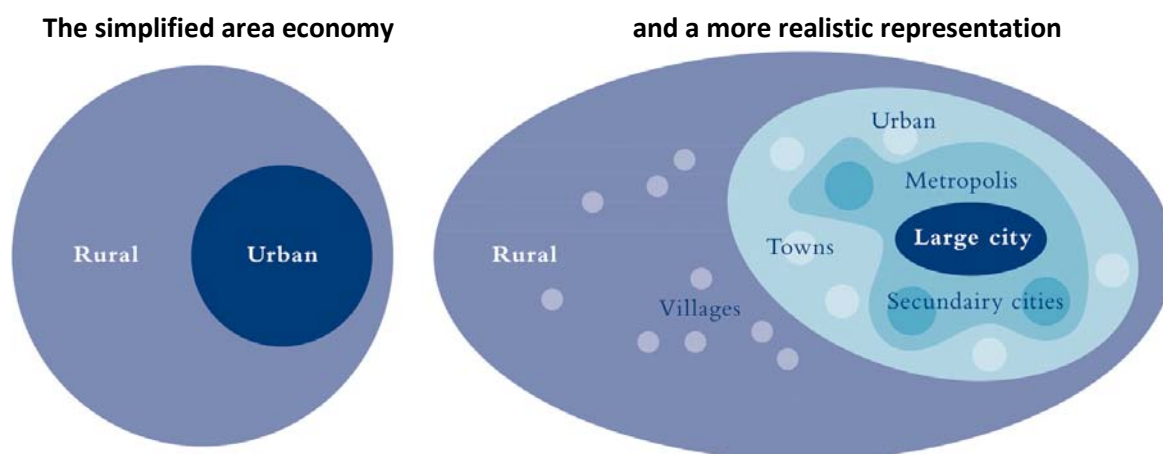 The simplified area economy
and a more realistic representation
Rural
Urban
Urban
Metropolis
Large city
Towns
Rural
Secundairy cities
Villages